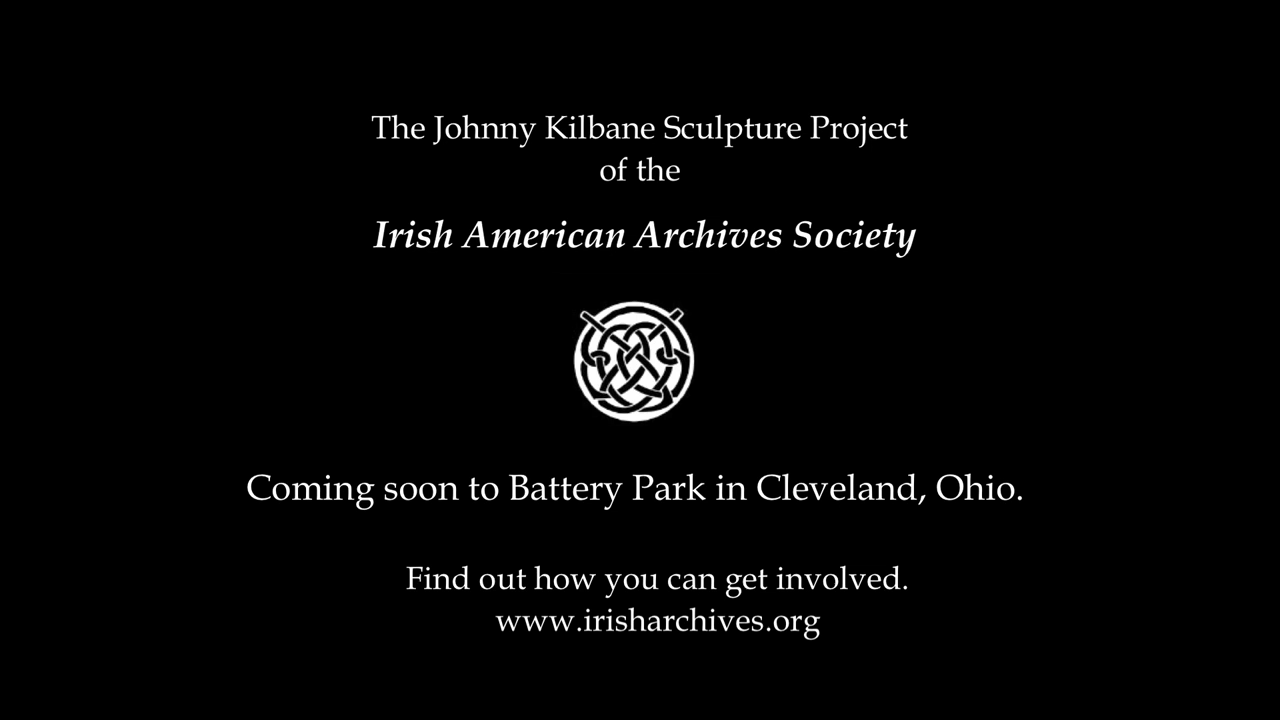 The Johnny Kilbane Sculpture Project
of the
Irish American Archives Society
Coming soon to Battery Park in Cleveland, Ohio.
Find out how you can get involved.
www.irisharchives.org